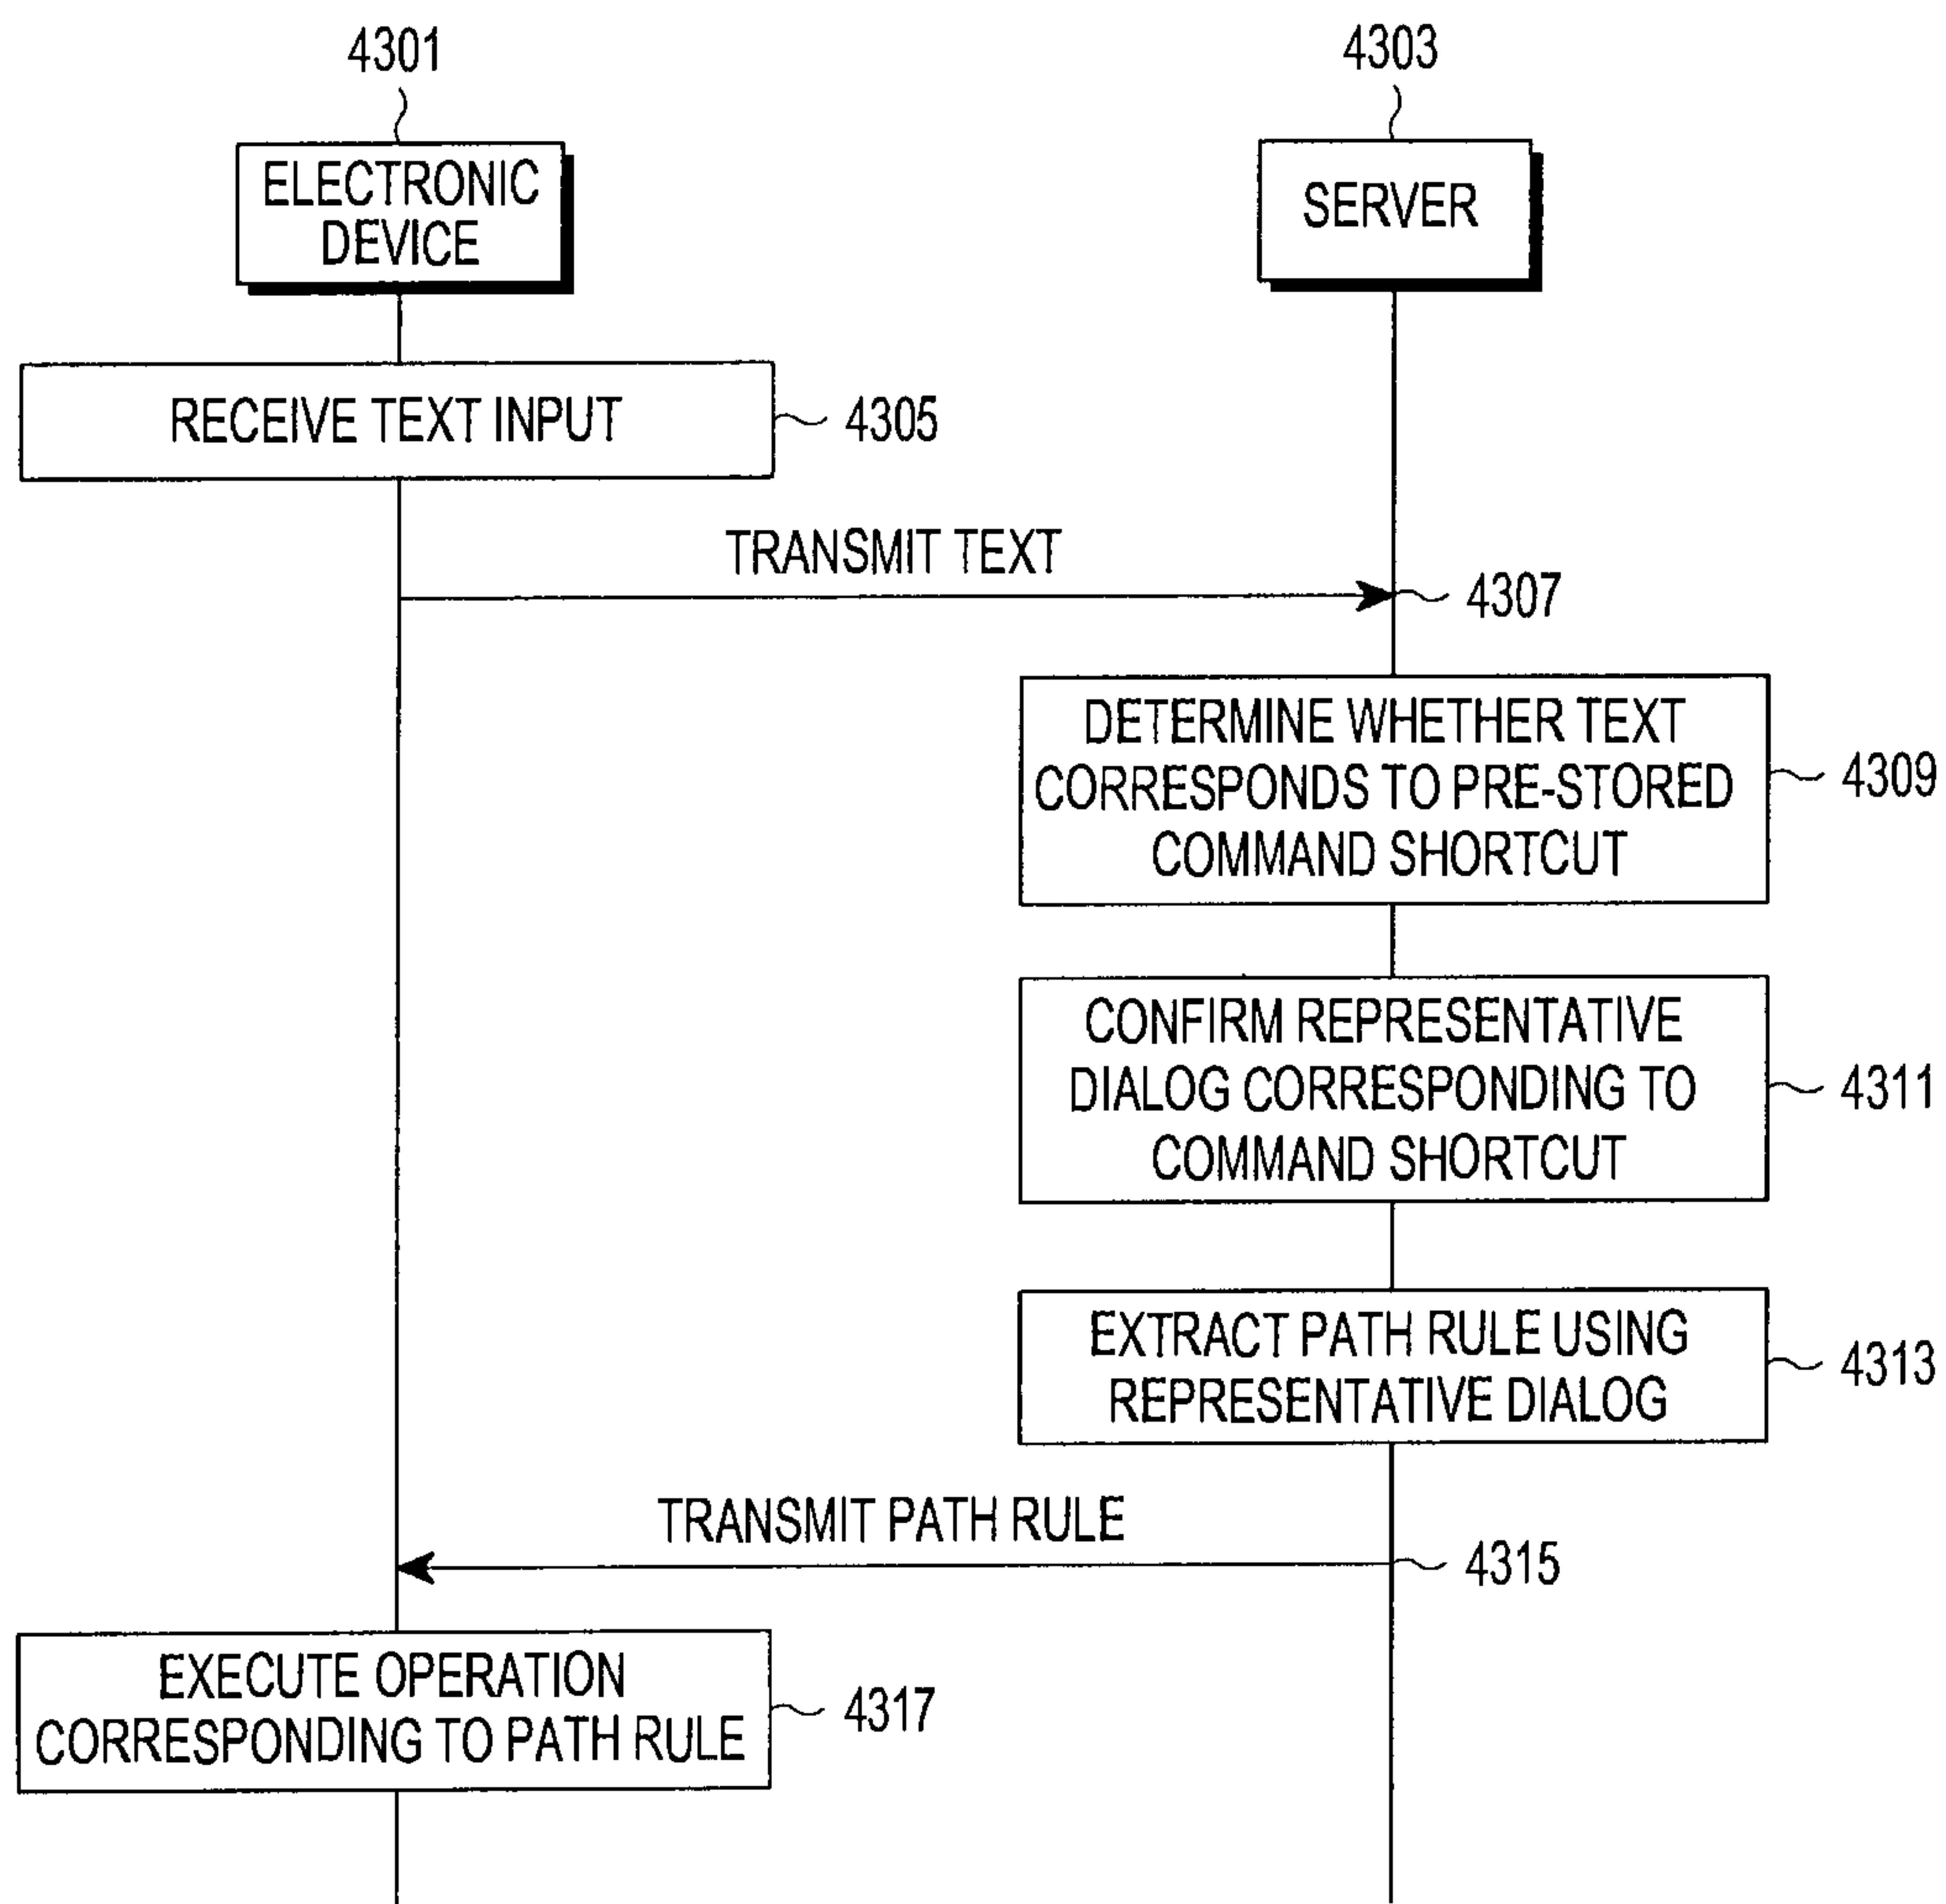 4301
4303
ELECTRONIC
DEVICE
SERVER
RECEIVE TEXT INPUT
4305
TRANSMIT TEXT
4307
DETERMINE WHETHER TEXT
CORRESPONDS TO PRE-STORED
COMMAND SHORTCUT
4309
CONFIRM REPRESENTATIVE
DIALOG CORRESPONDING TO
COMMAND SHORTCUT
4311
EXTRACT PATH RULE USING
REPRESENTATIVE DIALOG
4313
TRANSMIT PATH RULE
4315
EXECUTE OPERATION
CORRESPONDING TO PATH RULE
4317